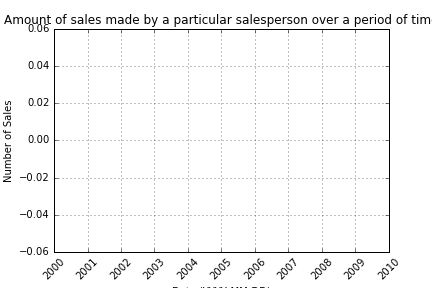 Amount of sales made by a particular salesperson over a period of tim
0.06
0.04
0.02
0.00
−0.02
−0.04
−0.06
Number of Sales
2000 2001 2002 2003 2004 2005 2006 2007 2008 2009 2010